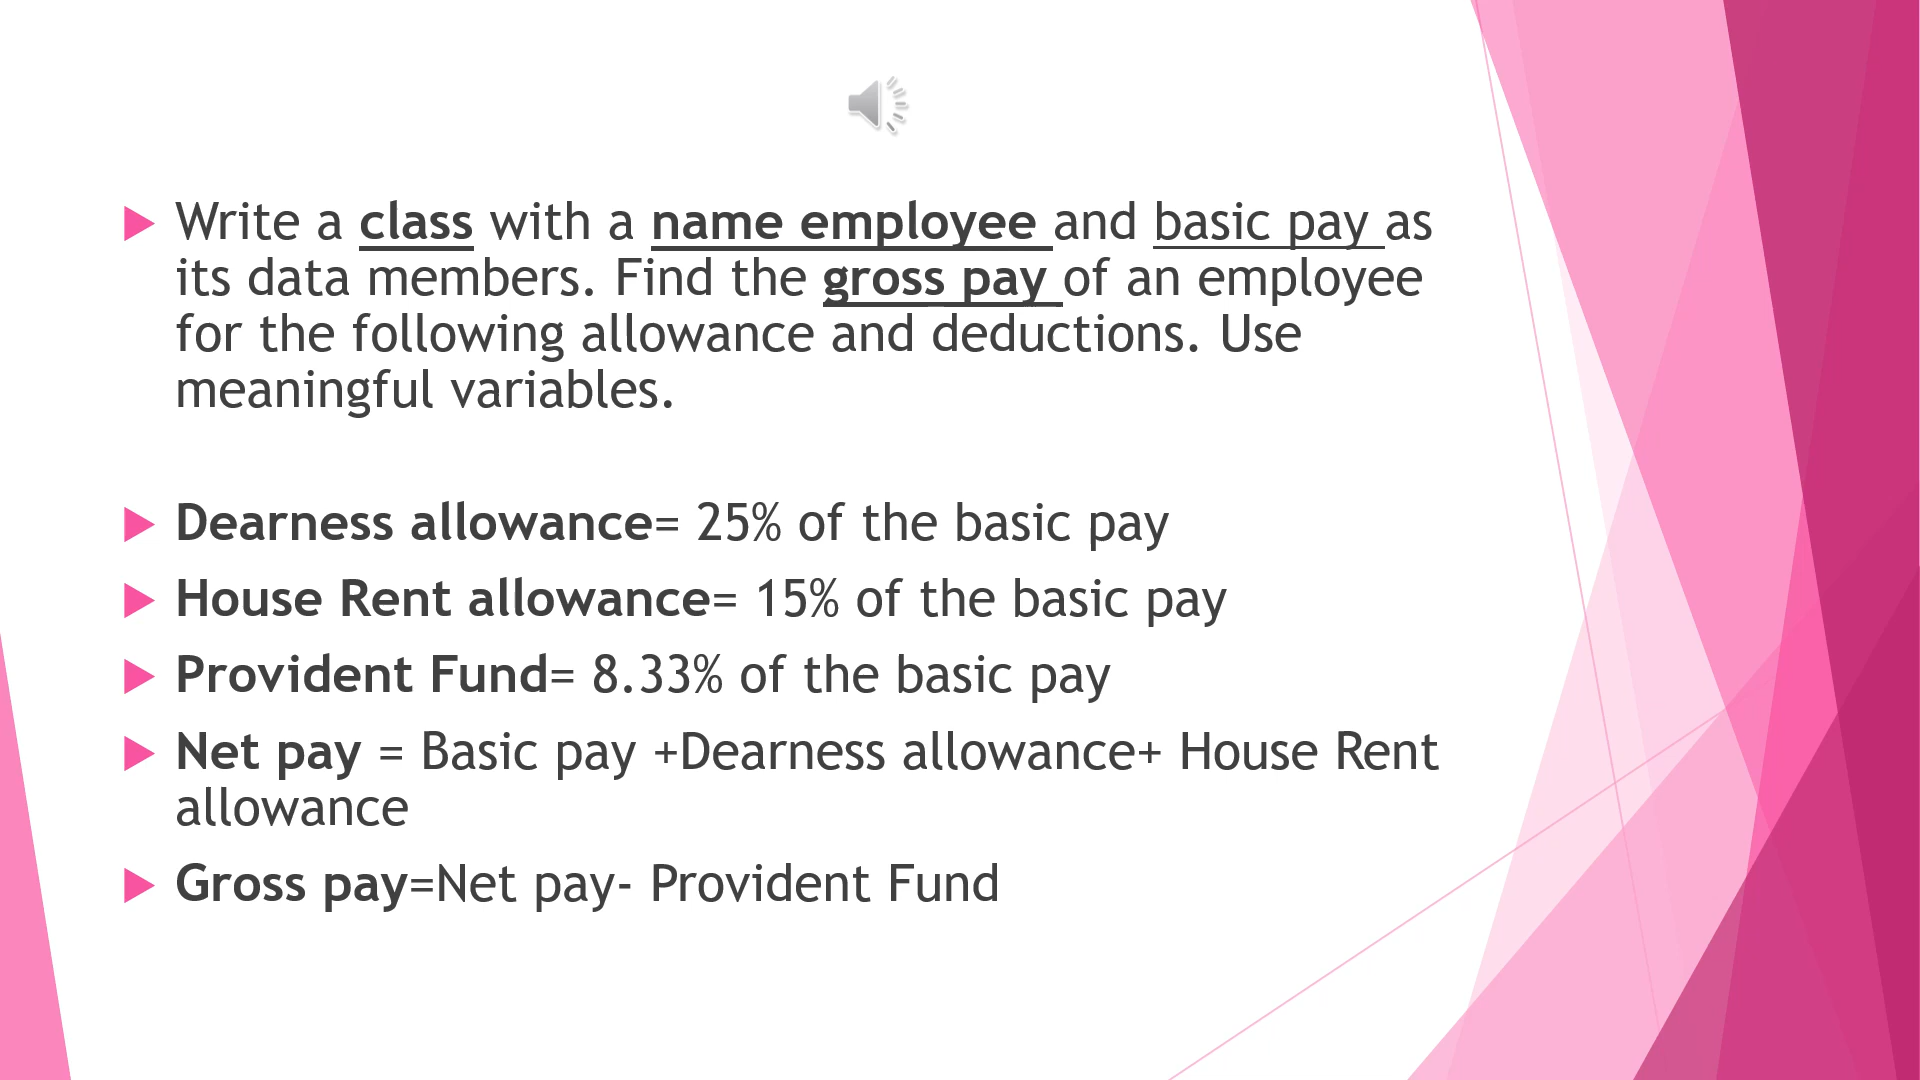 Write a class with a name employee and basic pay as
its data members. Find the gross pay of an employee
for the following allowance and deductions. Use
meaningful variables.
Dearness allowance= 25% of the basic pay
House Rent allowance= 15% of the basic pay
Provident Fund= 8.33% of the basic pay
Net pay = Basic pay +Dearness allowance+ House Rent
allowance
Gross pay=Net pay- Provident Fund